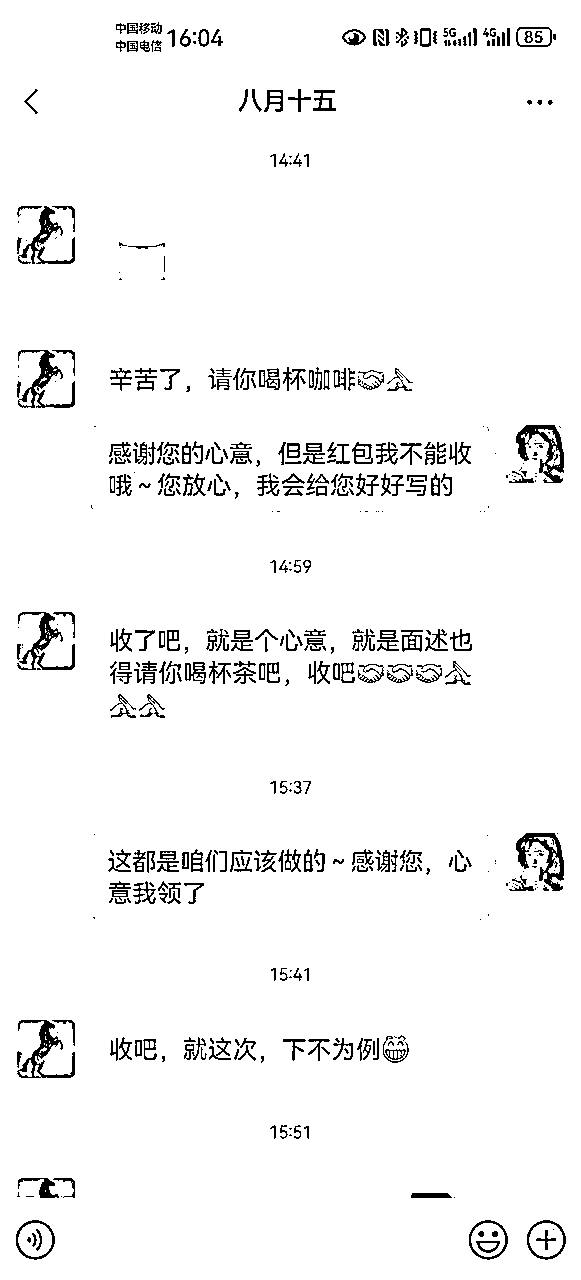 中国移动
中国电信
16:04
5G
4G
85
八月十五
14:41
辛苦了，请你喝杯咖啡🤝🙏
感谢您的心意，但是红包我不能收
哦～您放心，我会给您好好写的
14:59
收了吧，就是个心意，就是面述也
得请你喝杯茶吧，收吧🤝🤝🤝🙏
🙏🙏
15:37
这都是咱们应该做的～感谢您，心
意我领了
15:41
收吧，就这次，下不为例😁
15:51